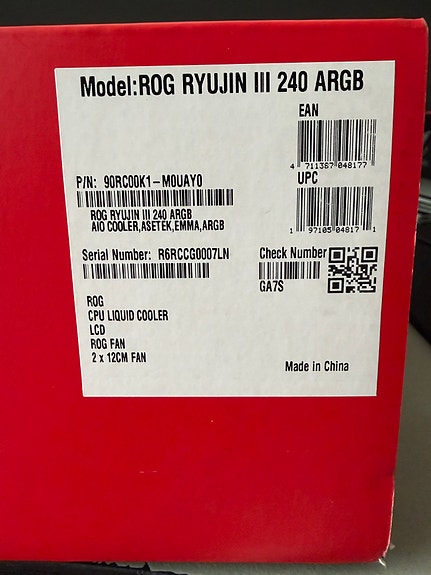 Model:ROG RYUJIN III 240 ARGB
EAN
4 711387 048177
P/N: 90RC00K1-M0UAY0
UPC
ROG RYUJIN III 240 ARGB
AIO COOLER,ASETEK,EMMA,ARGB
1 97105 04817 1
Serial Number: R6RCCG0007LN
Check Number
GA7S
ROG
CPU LIQUID COOLER
LCD
ROG FAN
2 x 12CM FAN
Made in China